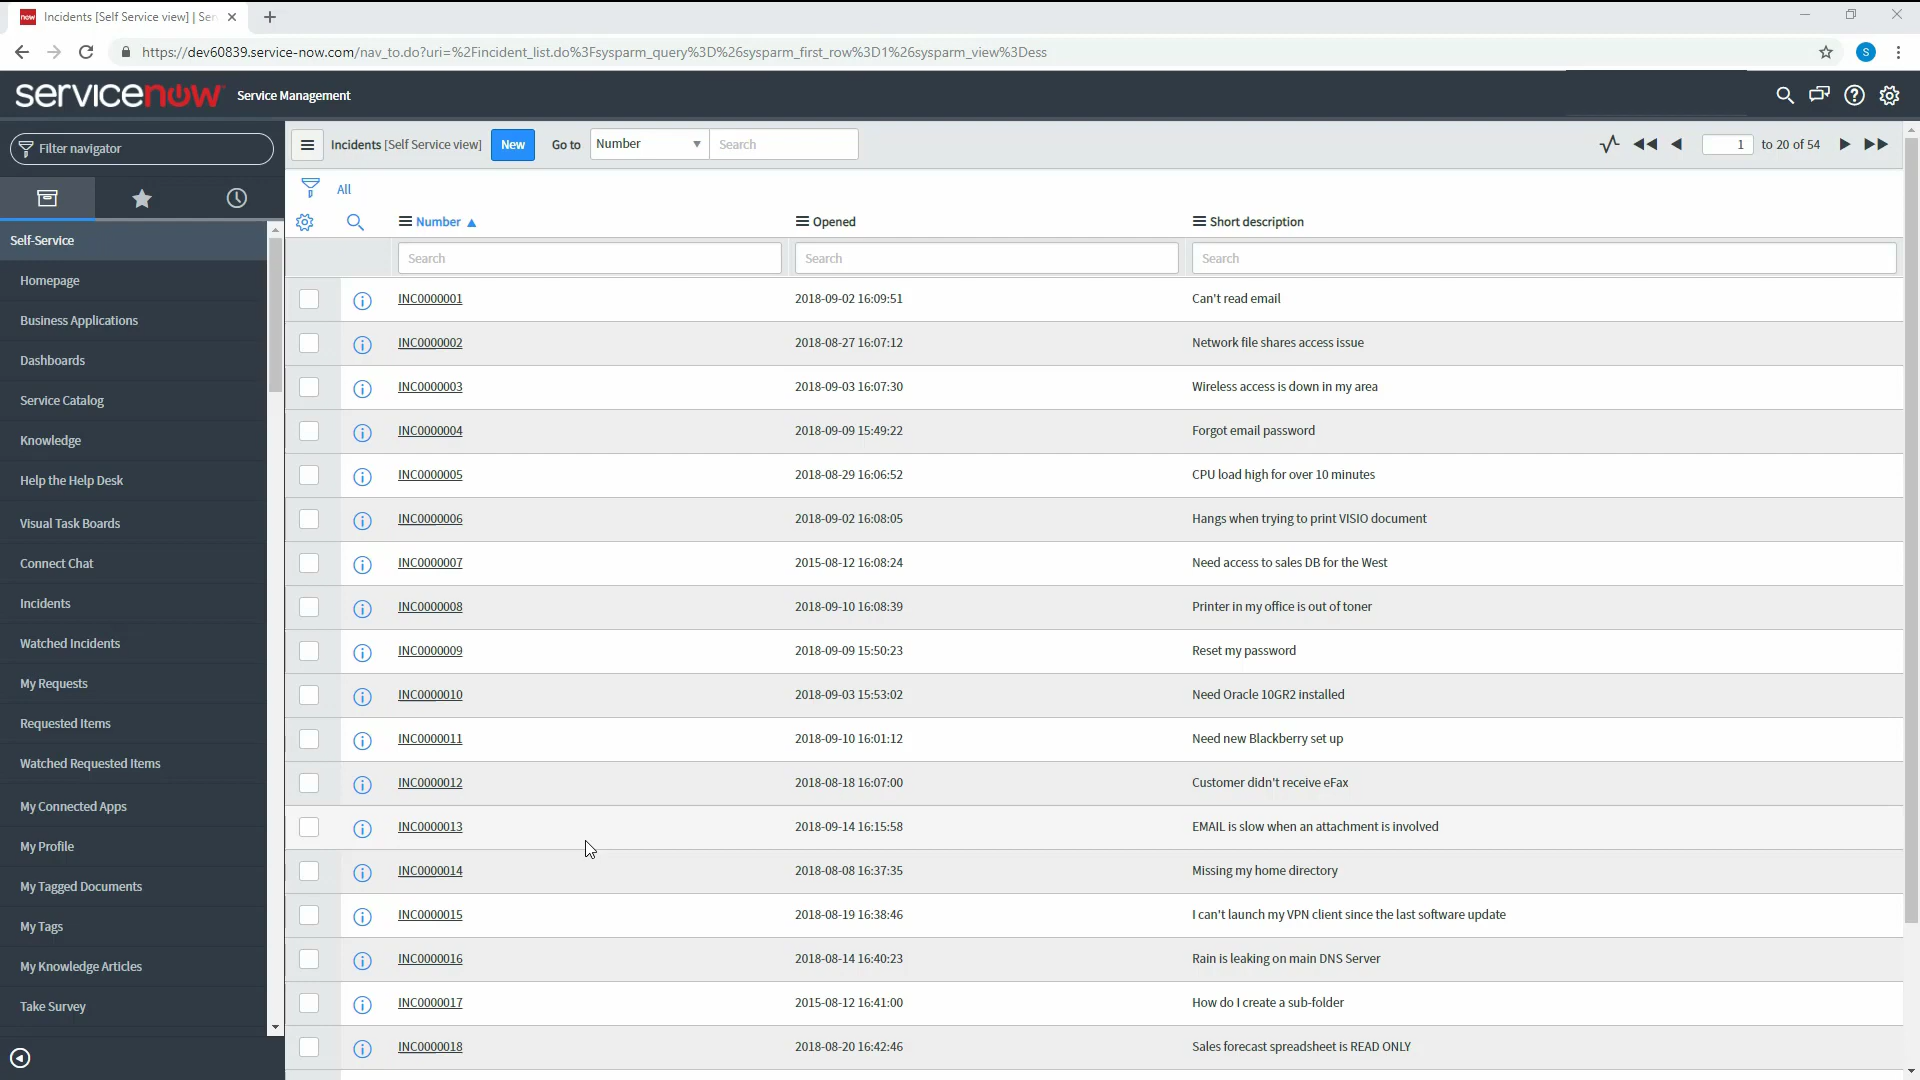 now Incidents [Self Service view] | Ser
https://dev60839.service-now.com/nav_to.do?uri=%2Fincident_list.do%3Fsysparm_query%3D%26sysparm_first_row%3D1%26sysparm_view%3Dess
S
servicenow Service Management
Filter navigator
Incidents [Self Service view] New Go to Number Search 1 to 20 of 54
All
Number Opened Short description
Search Search Search
Self-Service
Homepage
Business Applications
Dashboards
Service Catalog
Knowledge
Help the Help Desk
Visual Task Boards
Connect Chat
Incidents
Watched Incidents
My Requests
Requested Items
Watched Requested Items
My Connected Apps
My Profile
My Tagged Documents
My Tags
My Knowledge Articles
Take Survey
INC0000001 2018-09-02 16:09:51 Can't read email
INC0000002 2018-08-27 16:07:12 Network file shares access issue
INC0000003 2018-09-03 16:07:30 Wireless access is down in my area
INC0000004 2018-09-09 15:49:22 Forgot email password
INC0000005 2018-08-29 16:06:52 CPU load high for over 10 minutes
INC0000006 2018-09-02 16:08:05 Hangs when trying to print VISIO document
INC0000007 2015-08-12 16:08:24 Need access to sales DB for the West
INC0000008 2018-09-10 16:08:39 Printer in my office is out of toner
INC0000009 2018-09-09 15:50:23 Reset my password
INC0000010 2018-09-03 15:53:02 Need Oracle 10GR2 installed
INC0000011 2018-09-10 16:01:12 Need new Blackberry set up
INC0000012 2018-08-18 16:07:00 Customer didn't receive eFax
INC0000013 2018-09-14 16:15:58 EMAIL is slow when an attachment is involved
INC0000014 2018-08-08 16:37:35 Missing my home directory
INC0000015 2018-08-19 16:38:46 I can't launch my VPN client since the last software update
INC0000016 2018-08-14 16:40:23 Rain is leaking on main DNS Server
INC0000017 2015-08-12 16:41:00 How do I create a sub-folder
INC0000018 2018-08-20 16:42:46 Sales forecast spreadsheet is READ ONLY